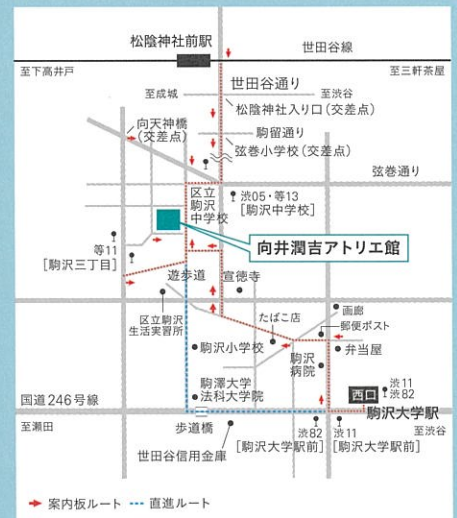 松陰神社前駅
世田谷線
至下高井戸
至三軒茶屋
世田谷通り
至成城
至渋谷
松陰神社入り口(交差点)
向天神橋
(交差点)
駒留通り
弦巻小学校(交差点)
弦巻通り
区立
駒沢
中学校
渋05・等13
[駒沢中学校]
向井潤吉アトリエ館
等11
[駒沢三丁目]
遊歩道
宣徳寺
区立駒沢
生活実習所
たばこ店
画廊
郵便ポスト
駒沢小学校
駒沢
病院
弁当屋
駒澤大学
法科大学院
西口
渋11
渋82
国道246号線
駒沢大学駅
至瀬田
歩道橋
渋82
[駒沢大学駅前]
渋11
[駒沢大学駅前]
至渋谷
世田谷信用金庫
案内板ルート
直進ルート